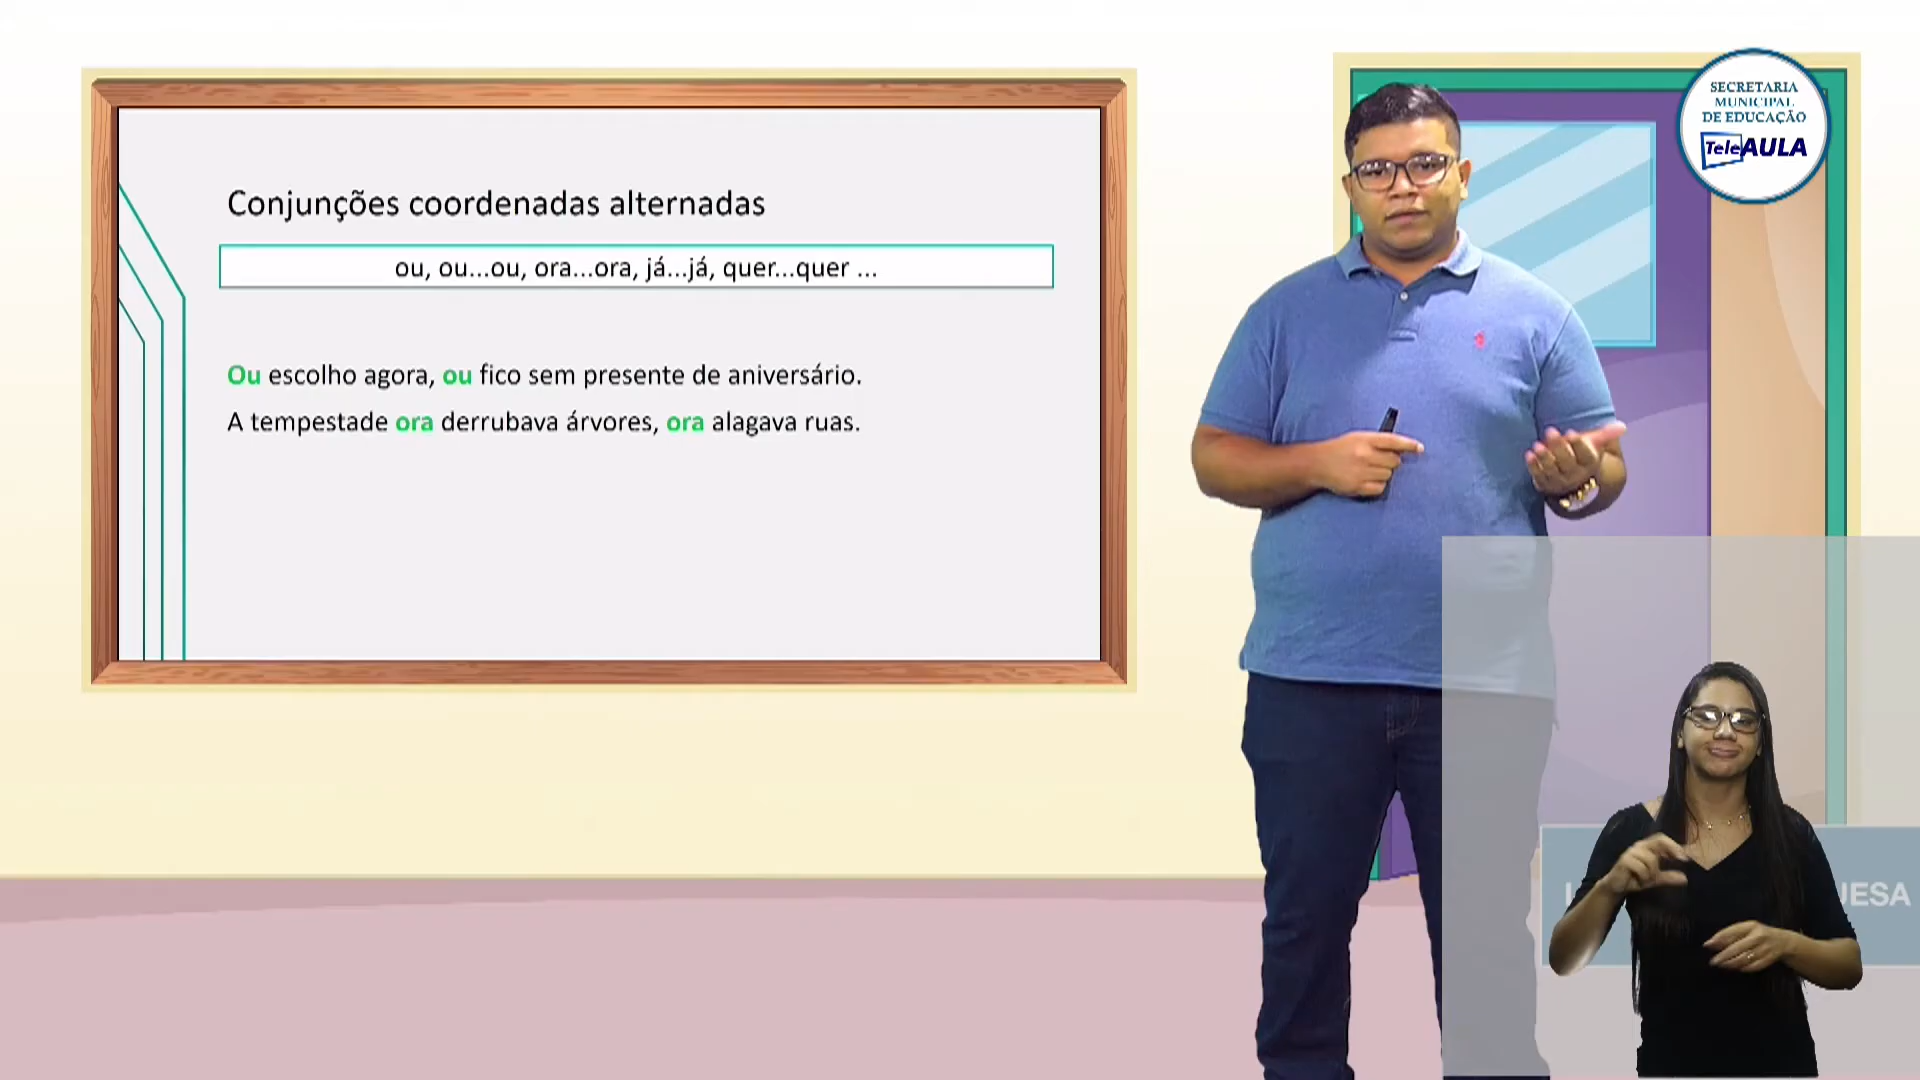 Conjunções coordenadas alternadas
ou, ou...ou, ora...ora, já...já, quer...quer ...
Ou escolho agora, ou fico sem presente de aniversário.
A tempestade ora derrubava árvores, ora alagava ruas.
SECRETARIA
MUNICIPAL
DE EDUCAÇÃO
TeleAULA